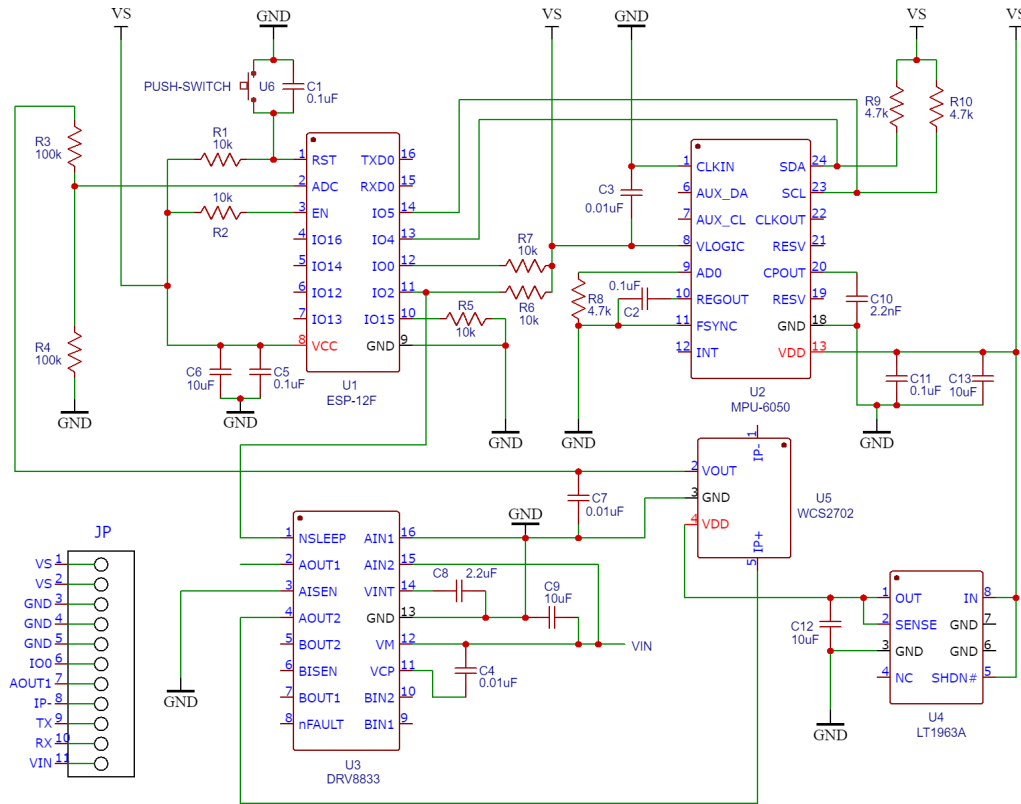 VS
GND
VS
GND
VS
VS
PUSH-SWITCH
U6
C1
0.1uF
R3
100k
R1
10k
10k
R2
R4
100k
GND
C6
10uF
C5
0.1uF
GND
1 RST
2 ADC
3 EN
4 IO16
5 IO14
6 IO12
7 IO13
8 VCC
TXD0 16
RXD0 15
IO5 14
IO4 13
IO0 12
IO2 11
IO15 10
GND 9
U1
ESP-12F
R7
10k
R6
10k
R5
10k
GND
C3
0.01uF
R8
4.7k
0.1uF
C2
GND
1 CLKIN
6 AUX_DA
7 AUX_CL
8 VLOGIC
9 AD0
10 REGOUT
11 FSYNC
12 INT
SDA 24
SCL 23
CLKOUT 22
RESV 21
CPOUT 20
RESV 19
GND 18
VDD 13
U2
MPU-6050
R9
4.7k
R10
4.7k
C10
2.2nF
C11
0.1uF
C13
10uF
GND
1
IP-
2 VOUT
3 GND
4 VDD
IP+
5
U5
WCS2702
C7
0.01uF
GND
JP
VS 1
VS 2
GND 3
GND 4
GND 5
IO0 6
AOUT1 7
IP- 8
TX 9
RX 10
VIN 11
GND
1 NSLEEP
2 AOUT1
3 AISEN
4 AOUT2
5 BOUT2
6 BISEN
7 BOUT1
8 nFAULT
AIN1 16
AIN2 15
VINT 14
GND 13
VM 12
VCP 11
BIN2 10
BIN1 9
U3
DRV8833
C8
2.2uF
C9
10uF
C4
0.01uF
VIN
C12
10uF
GND
1 OUT
2 SENSE
3 GND
4 NC
IN 8
GND 7
GND 6
SHDN# 5
U4
LT1963A